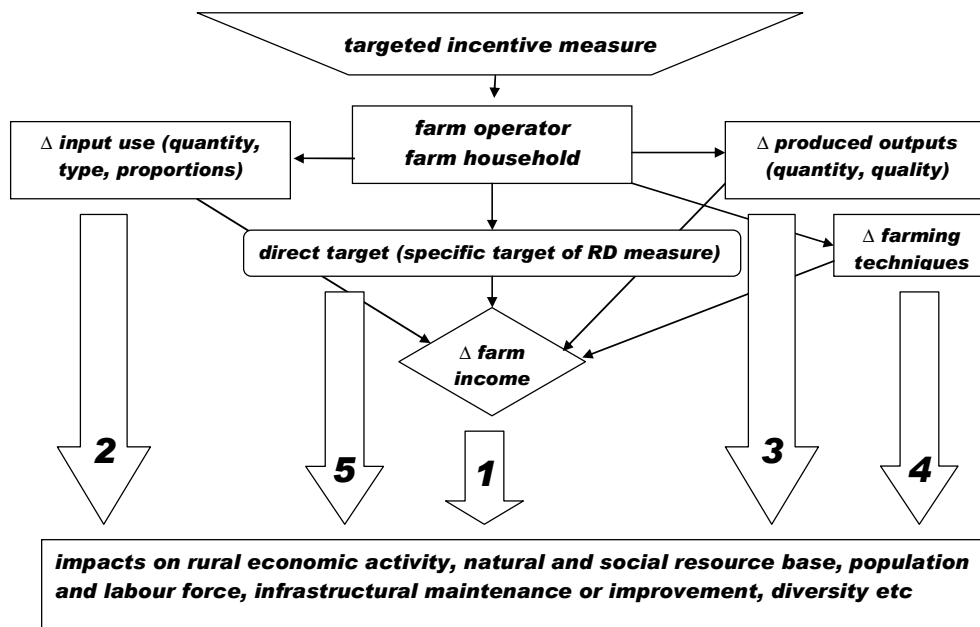 targeted incentive measure
farm operator
farm household
∆ input use (quantity,
type, proportions)
∆ produced outputs
(quantity, quality)
direct target (specific target of RD measure)
∆ farming
techniques
∆ farm
income
2
5
1
3
4
impacts on rural economic activity, natural and social resource base, population
and labour force, infrastructural maintenance or improvement, diversity etc